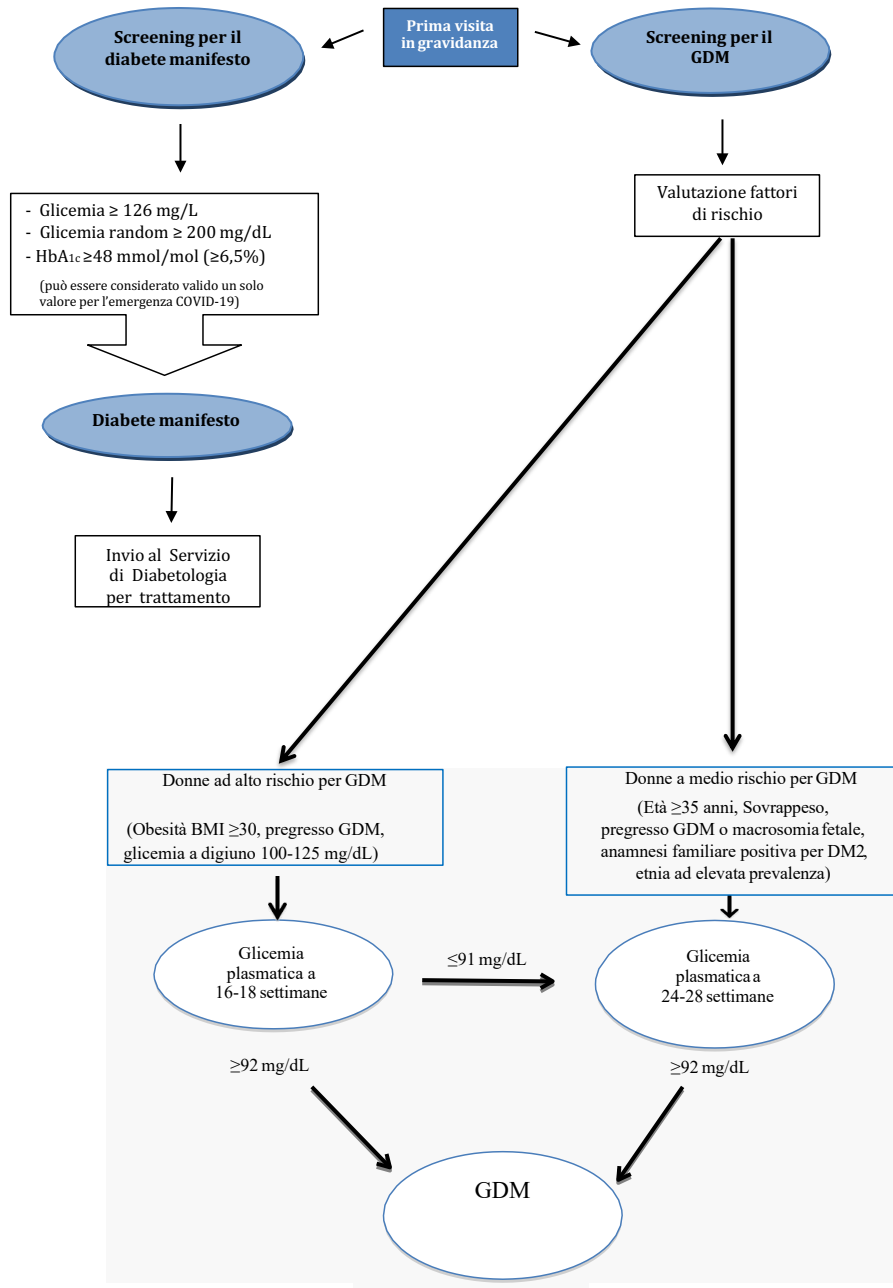 Prima visita
in gravidanza
Screening per il
diabete manifesto
Screening per il
GDM
- Glicemia ≥ 126 mg/L
- Glicemia random ≥ 200 mg/dL
- HbA1c ≥48 mmol/mol (≥6,5%)
(può essere considerato valido un solo
valore per l'emergenza COVID-19)
Valutazione fattori
di rischio
Diabete manifesto
Invio al Servizio
di Diabetologia
per trattamento
Donne ad alto rischio per GDM
(Obesità BMI ≥30, pregresso GDM,
glicemia a digiuno 100-125 mg/dL)
Donne a medio rischio per GDM
(Età ≥35 anni, Sovrappeso,
pregresso GDM o macrosomia fetale,
anamnesi familiare positiva per DM2,
etnia ad elevata prevalenza)
Glicemia
plasmatica a
16-18 settimane
≤91 mg/dL
Glicemia
plasmatica a
24-28 settimane
≥92 mg/dL
≥92 mg/dL
GDM